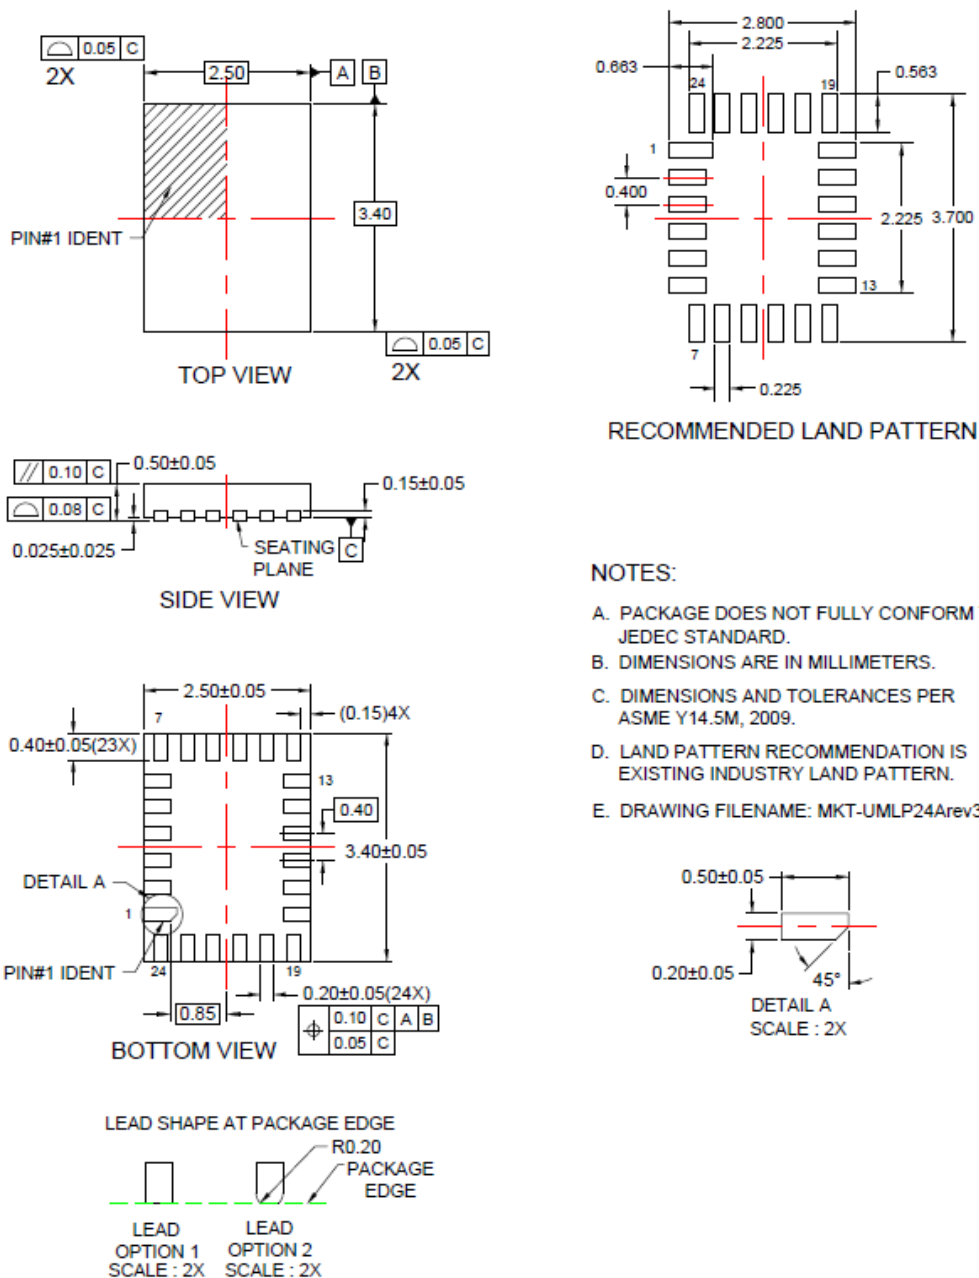 0.05 C
2X
2.50
A
B
3.40
PIN#1 IDENT
0.05 C
2X
TOP VIEW
2.800
2.225
0.663
0.563
24
19
1
0.400
2.225
3.700
13
7
0.225
RECOMMENDED LAND PATTERN
// 0.10 C
0.50±0.05
0.08 C
0.15±0.05
0.025±0.025
SEATING
PLANE
C
SIDE VIEW
NOTES:
A. PACKAGE DOES NOT FULLY CONFORM
JEDEC STANDARD.
B. DIMENSIONS ARE IN MILLIMETERS.
C. DIMENSIONS AND TOLERANCES PER
ASME Y14.5M, 2009.
D. LAND PATTERN RECOMMENDATION IS
EXISTING INDUSTRY LAND PATTERN.
E. DRAWING FILENAME: MKT-UMLP24Arev3
2.50±0.05
7
(0.15)4X
0.40±0.05(23X)
13
0.40
3.40±0.05
DETAIL A
1
PIN#1 IDENT
24
19
0.20±0.05(24X)
0.85
0.10 C A B
0.05 C
BOTTOM VIEW
0.50±0.05
0.20±0.05
45°
DETAIL A
SCALE : 2X
LEAD SHAPE AT PACKAGE EDGE
R0.20
PACKAGE
EDGE
LEAD
OPTION 1
SCALE : 2X
LEAD
OPTION 2
SCALE : 2X